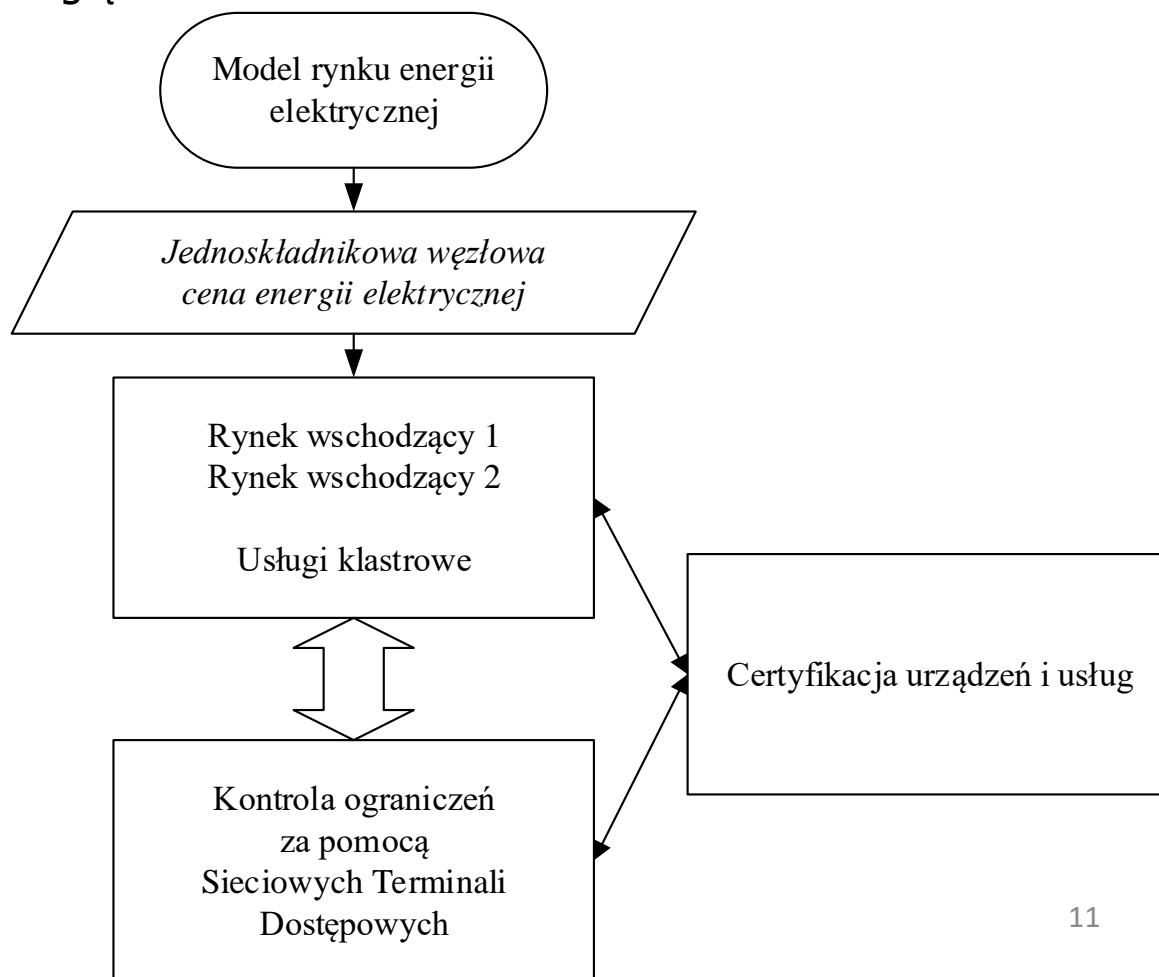 Model rynku energii
elektrycznej
Jednoskładnikowa węzłowa
cena energii elektrycznej
Rynek wschodzący 1
Rynek wschodzący 2
Usługi klastrowe
Certyfikacja urządzeń i usług
Kontrola ograniczeń
za pomocą
Sieciowych Terminali
Dostępowych
11